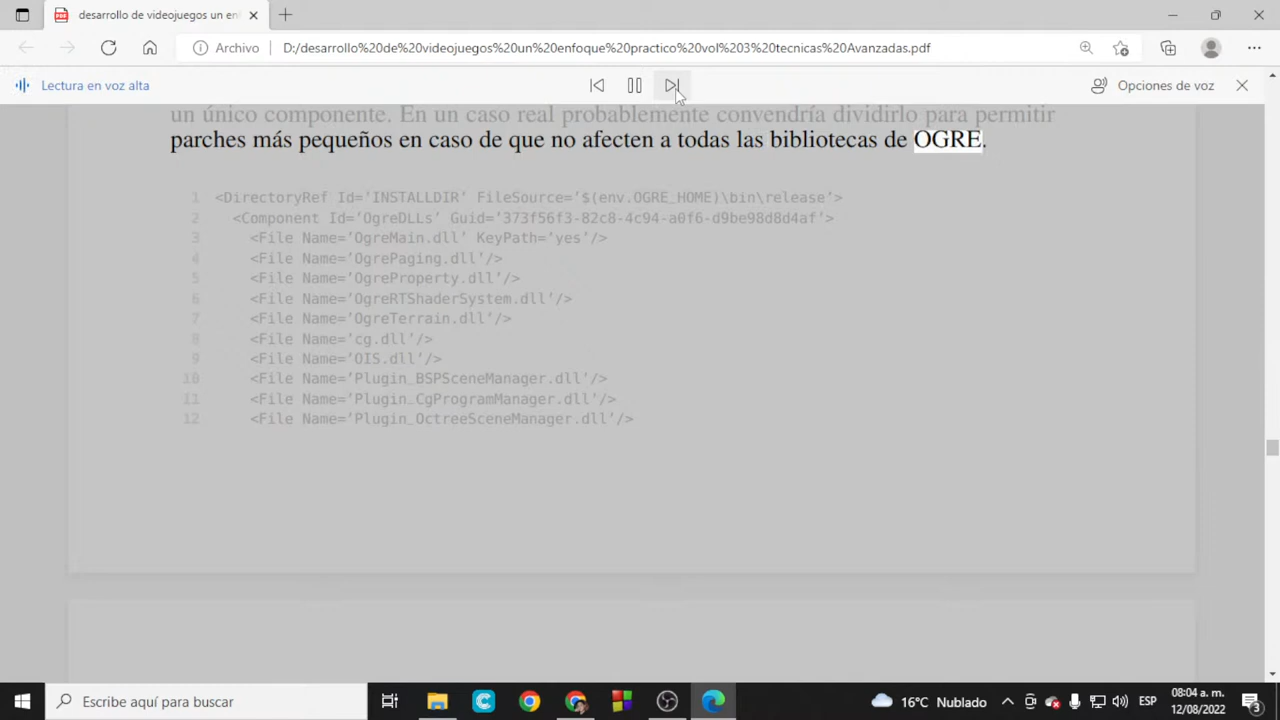 desarrollo de videojuegos un en
Archivo
D:/desarrollo%20de%20videojuegos%20un%20enfoque%20practico%20vol%203%20tecnicas%20Avanzadas.pdf
Lectura en voz alta
Opciones de voz
un único componente. En un caso real probablemente convendría dividirlo para permitir
parches más pequeños en caso de que no afecten a todas las bibliotecas de OGRE.
1 <DirectoryRef Id='INSTALLDIR' FileSource='$(env.OGRE_HOME)\bin\release'>
2 <Component Id='OgreDLLs' Guid='373f56f3-82c8-4c94-a0f6-d9be98d8d4af'>
3 <File Name='OgreMain.dll' KeyPath='yes'/>
4 <File Name='OgrePaging.dll'/>
5 <File Name='OgreProperty.dll'/>
6 <File Name='OgreRTShaderSystem.dll'/>
7 <File Name='OgreTerrain.dll'/>
8 <File Name='cg.dll'/>
9 <File Name='OIS.dll'/>
10 <File Name='Plugin_BSPSceneManager.dll'/>
11 <File Name='Plugin_CgProgramManager.dll'/>
12 <File Name='Plugin_OctreeSceneManager.dll'/>
Escribe aquí para buscar
16°C Nublado
ESP
08:04 a. m.
12/08/2022
3